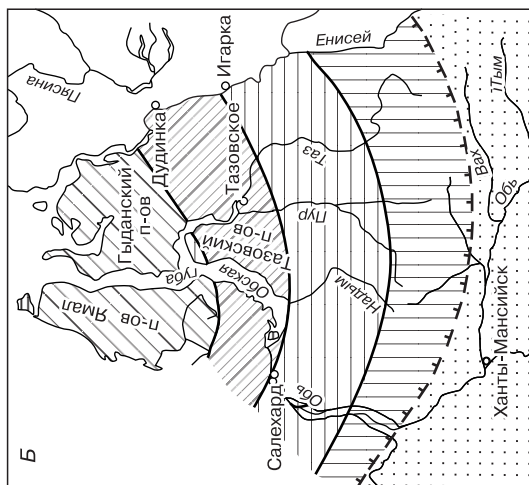 Б
Пясина
Енисей
Игарка
Дудинка
Гыданский
п-ов
Тазовское
п-ов Ямал
Обская
губа
Тазовский
п-ов
Таз
Пур
Надым
Салехард
Обь
Вах
Тым
Обь
Ханты-Мансийск